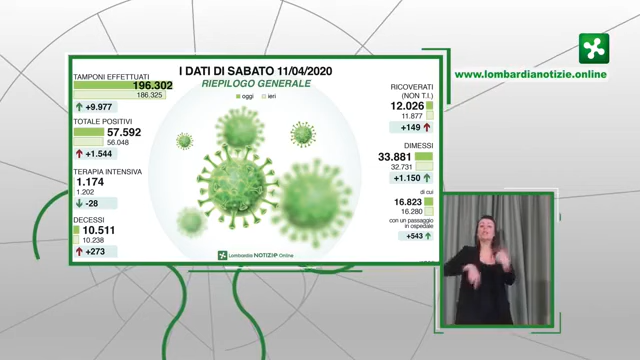 www.lombardianotizie.online
I DATI DI SABATO 11/04/2020
RIEPILOGO GENERALE
oggi ieri
TAMPONI EFFETTUATI
196.302
186.325
+9.977
TOTALE POSITIVI
57.592
56.048
+1.544
TERAPIA INTENSIVA
1.174
1.202
-28
DECESSI
10.511
10.238
+273
RICOVERATI
(NON T.I.)
12.026
11.877
+149
DIMESSI
33.881
32.731
+1.150
di cui
16.823
16.280
con un passaggio
in ospedale
+543
Lombardia NOTIZIE Online